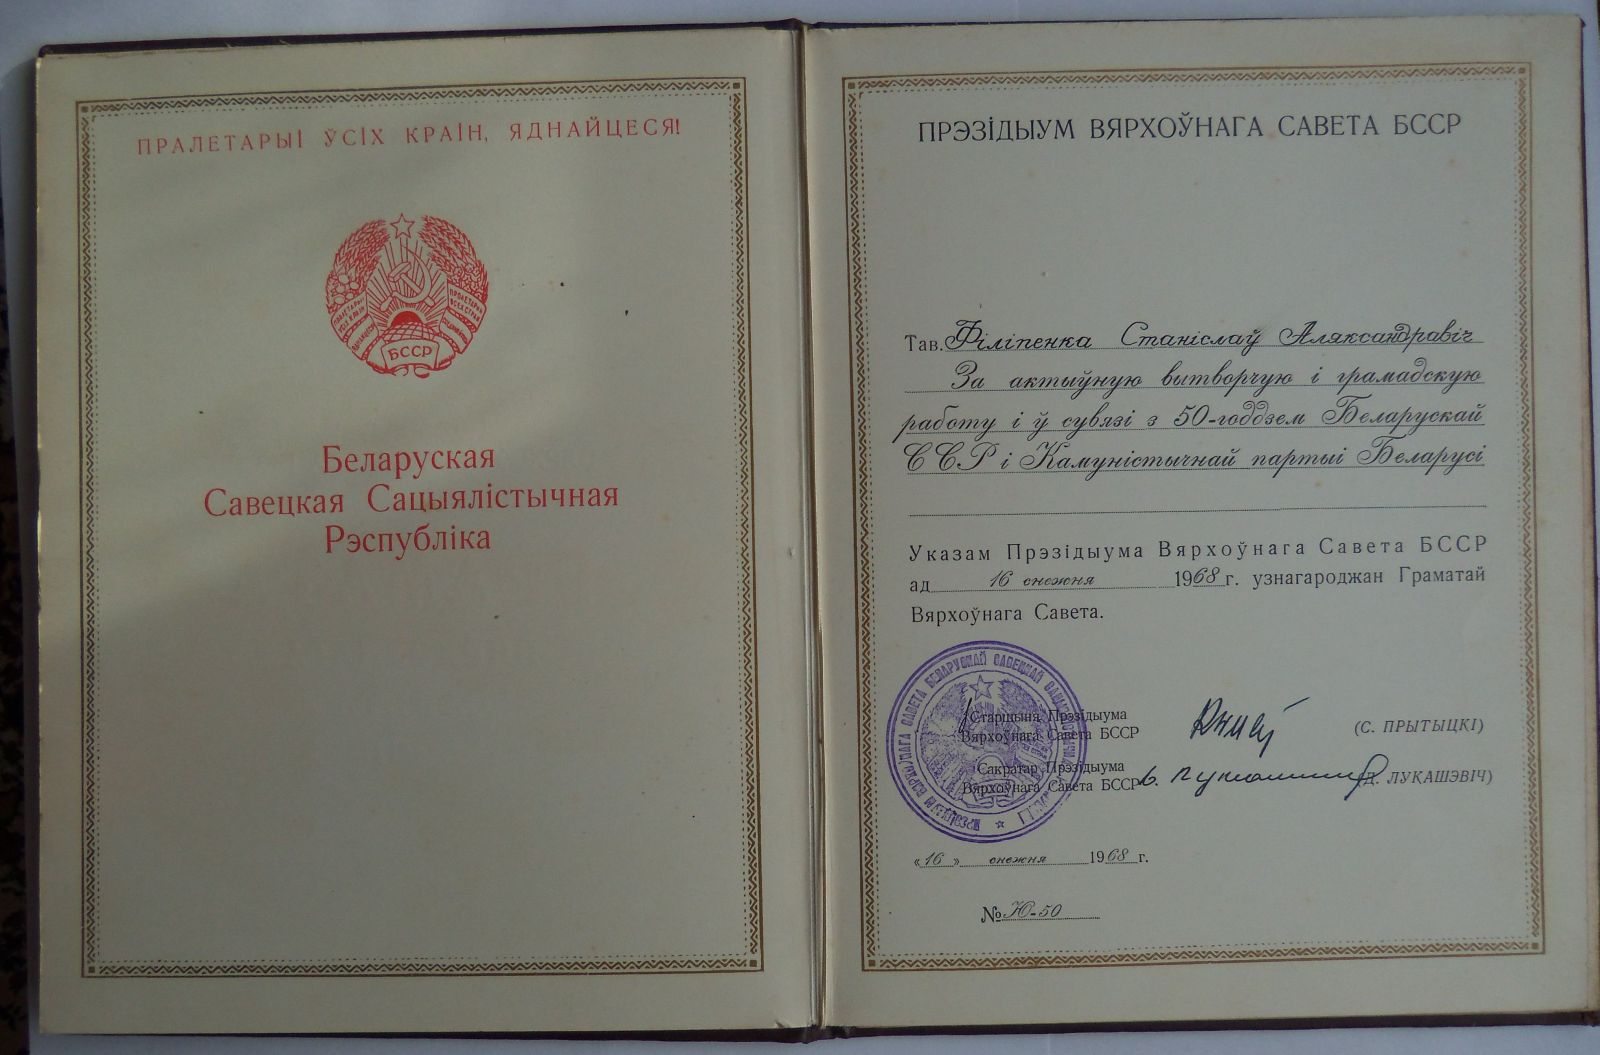 ПРАЛЕТАРЫІ ЎСІХ КРАІН, ЯДНАЙЦЕСЯ!
БССР
Беларуская
Савецкая Сацыялістычная
Рэспубліка
ПРЭЗІДЫУМ ВЯРХОЎНАГА САВЕТА БССР
Тав. Філіпенка Станіслаў Аляксандравіч
За актыўную вытворчую і грамадскую
работу і ў сувязі з 50-годдзем Беларускай
ССР і Камуністычнай партыі Беларусі
Указам Прэзідыума Вярхоўнага Савета БССР
ад 16 снежня 1968 г. узнагароджан Граматай
Вярхоўнага Савета.
Старшыня Прэзідыума
Вярхоўнага Савета БССР
(С. ПРЫТЫЦКІ)
Сакратар Прэзідыума
Вярхоўнага Савета БССР
(Д. ЛУКАШЭВІЧ)
«16» снежня 1968 г.
№ Ю-50